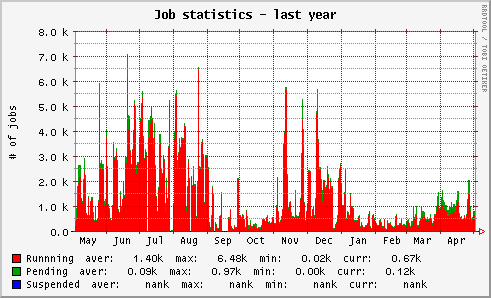 Job statistics - last year
RRDTOOL / TOBI OETIKER
# of jobs
8.0 k
7.0 k
6.0 k
5.0 k
4.0 k
3.0 k
2.0 k
1.0 k
0.0
May Jun Jul Aug Sep Oct Nov Dec Jan Feb Mar Apr
Runnning aver: 1.40k max: 6.48k min: 0.02k curr: 0.67k
Pending aver: 0.09k max: 0.97k min: 0.00k curr: 0.12k
Suspended aver: nank max: nank min: nank curr: nank